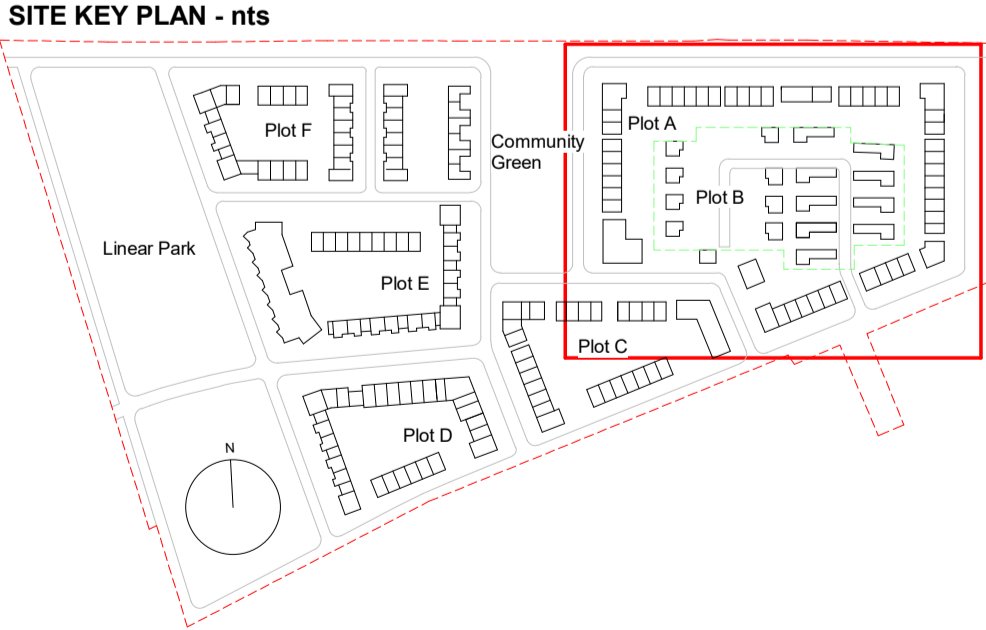 SITE KEY PLAN - nts
Plot F
Plot A
Community
Green
Plot B
Linear Park
Plot E
Plot C
Plot D
N